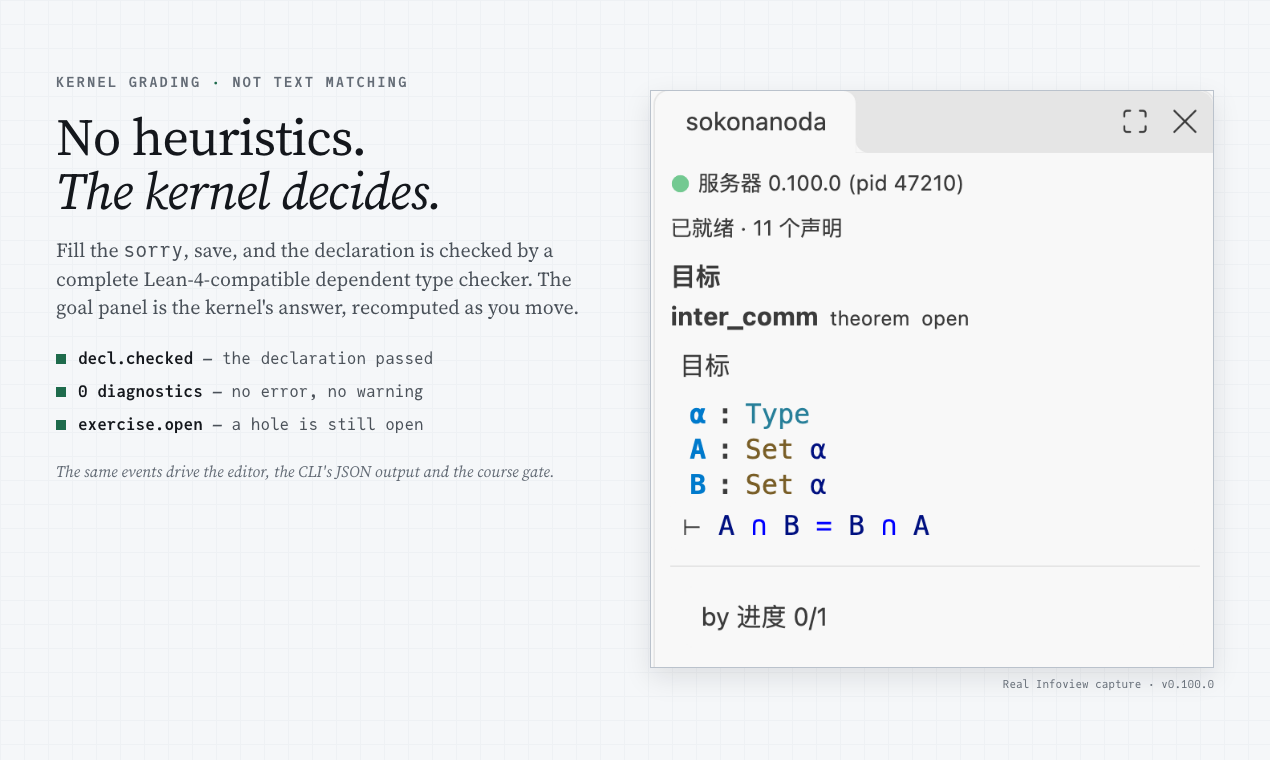 KERNEL GRADING · NOT TEXT MATCHING
No heuristics.
The kernel decides.
Fill the sorry, save, and the declaration is checked by a
complete Lean-4-compatible dependent type checker. The
goal panel is the kernel's answer, recomputed as you move.
decl.checked — the declaration passed
0 diagnostics — no error, no warning
exercise.open — a hole is still open
The same events drive the editor, the CLI's JSON output and the course gate.
sokonanoda
服务器 0.100.0 (pid 47210)
已就绪 · 11 个声明
目标
inter_comm theorem open
目标
α : Type
A : Set α
B : Set α
⊢ A ∩ B = B ∩ A
by 进度 0/1
Real Infoview capture · v0.100.0